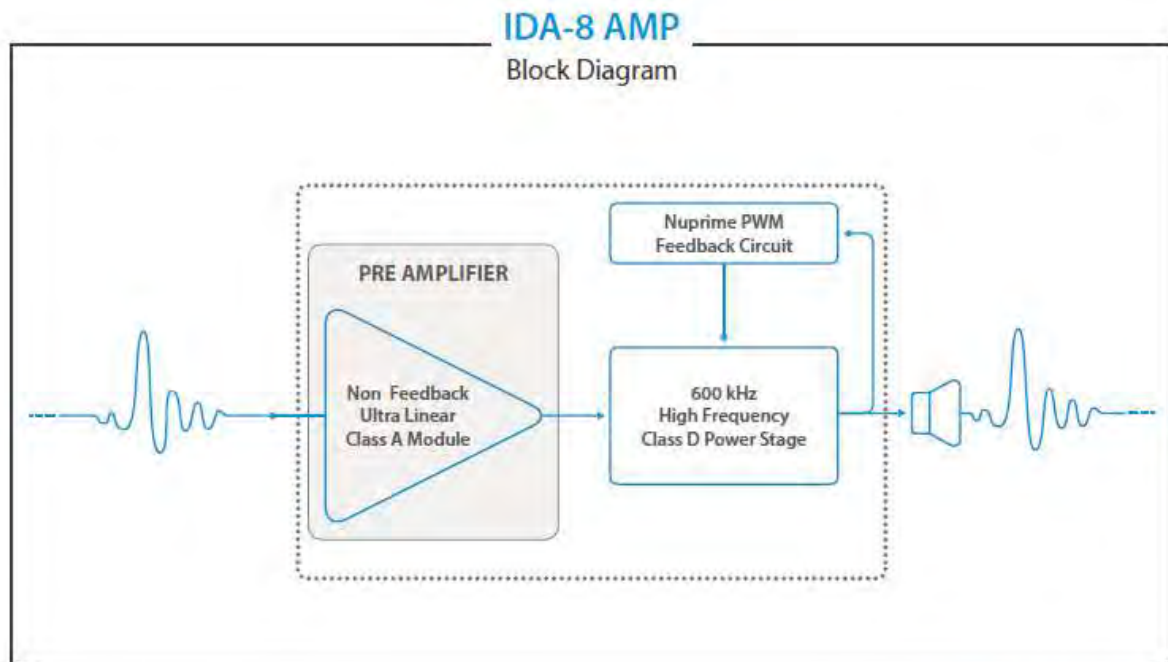 IDA-8 AMP
Block Diagram
Nuprime PWM
Feedback Circuit
PRE AMPLIFIER
Non Feedback
Ultra Linear
Class A Module
600 kHz
High Frequency
Class D Power Stage